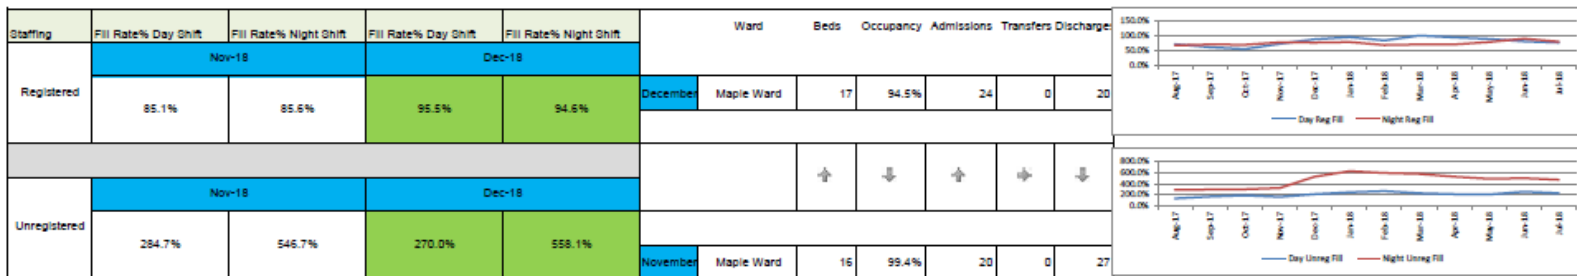 Staffing Fill Rate% Day Shift Fill Rate% Night Shift Fill Rate% Day Shift Fill Rate% Night Shift
Nov-18 Dec-18
Registered
85.1% 85.6% 95.5% 94.6%
Nov-18 Dec-18
Unregistered
284.7% 546.7% 270.0% 558.1%
Ward Beds Occupancy Admissions Transfers Discharges
December Maple Ward 17 94.5% 24 0 20
November Maple Ward 16 99.4% 20 0 27
150.0%
100.0%
50.0%
0.0%
Aug-17 Sep-17 Oct-17 Nov-17 Dec-17 Jan-18 Feb-18 Mar-18 Apr-18 May-18 Jun-18 Jul-18
Day Reg Fill Night Reg Fill
800.0%
600.0%
400.0%
200.0%
0.0%
Aug-17 Sep-17 Oct-17 Nov-17 Dec-17 Jan-18 Feb-18 Mar-18 Apr-18 May-18 Jun-18 Jul-18
Day Unreg Fill Night Unreg Fill